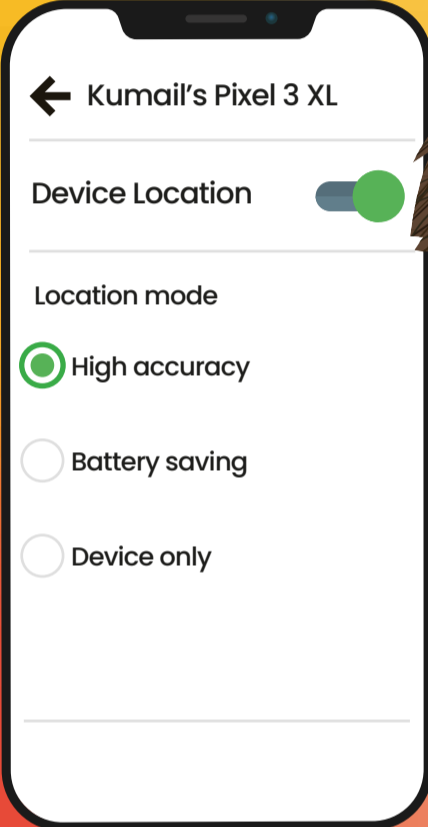 Kumail’s Pixel 3 XL
Device Location
Location mode
High accuracy
Battery saving
Device only